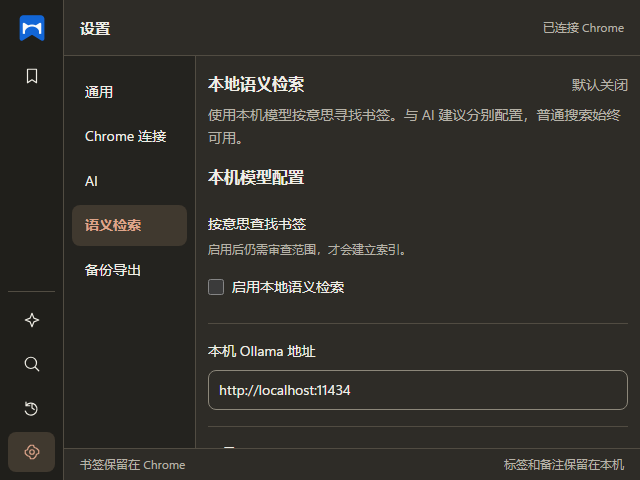 设置
已连接 Chrome
通用
Chrome 连接
AI
语义检索
备份导出
本地语义检索
默认关闭
使用本机模型按意思寻找书签。与 AI 建议分别配置，普通搜索始终
可用。
本机模型配置
按意思查找书签
启用后仍需审查范围，才会建立索引。
启用本地语义检索
本机 Ollama 地址
http://localhost:11434
书签保留在 Chrome
标签和备注保留在本机